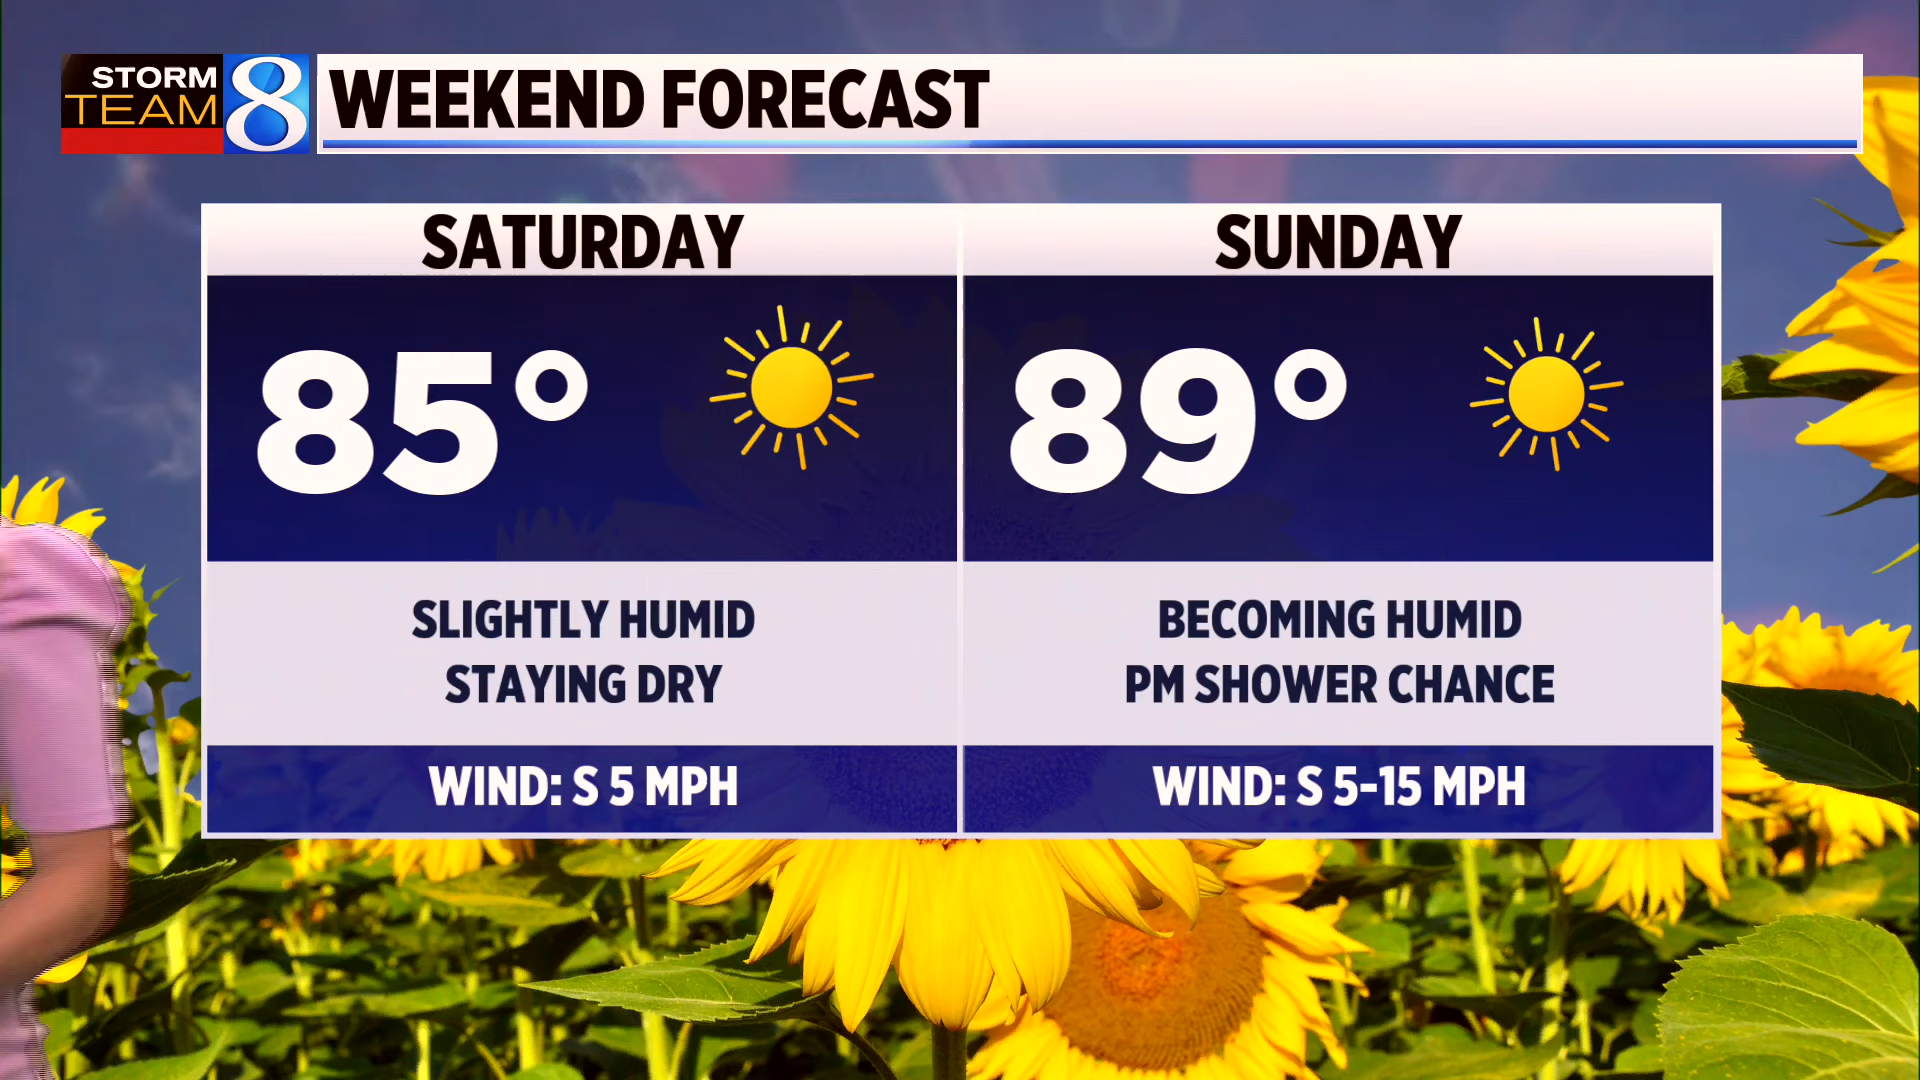 STORM
TEAM
8
WEEKEND FORECAST
SATURDAY
85°
SLIGHTLY HUMID
STAYING DRY
WIND: S 5 MPH
SUNDAY
89°
BECOMING HUMID
PM SHOWER CHANCE
WIND: S 5-15 MPH